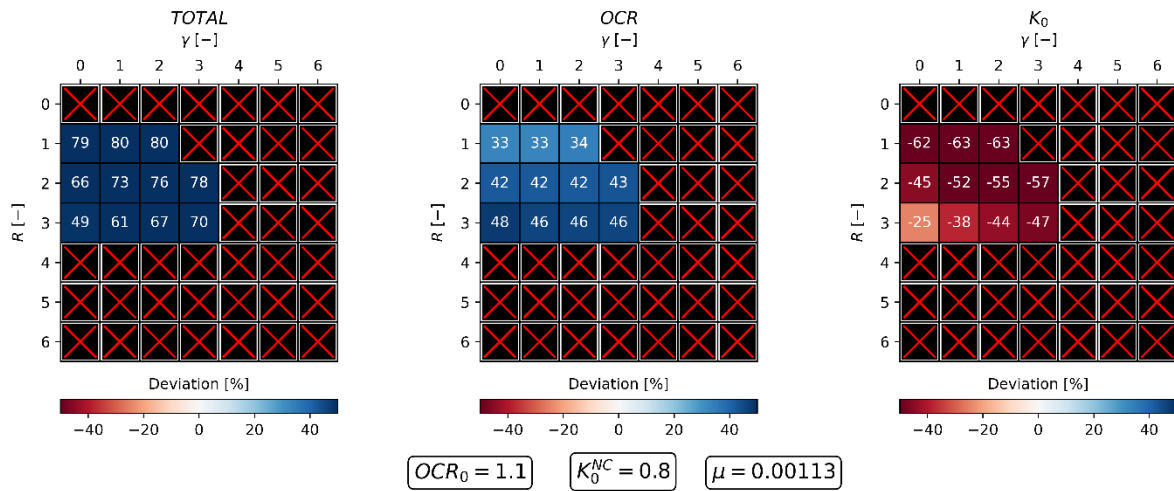 TOTAL
γ [−]
0 1 2 3 4 5 6
R [−]
0
1 79 80 80
2 66 73 76 78
3 49 61 67 70
4
5
6
Deviation [%]
−40 −20 0 20 40
OCR
γ [−]
0 1 2 3 4 5 6
R [−]
0
1 33 33 34
2 42 42 42 43
3 48 46 46 46
4
5
6
Deviation [%]
−40 −20 0 20 40
K₀
γ [−]
0 1 2 3 4 5 6
R [−]
0
1 -62 -63 -63
2 -45 -52 -55 -57
3 -25 -38 -44 -47
4
5
6
Deviation [%]
−40 −20 0 20 40
OCR₀ = 1.1
K₀ᴺᶜ = 0.8
μ = 0.00113